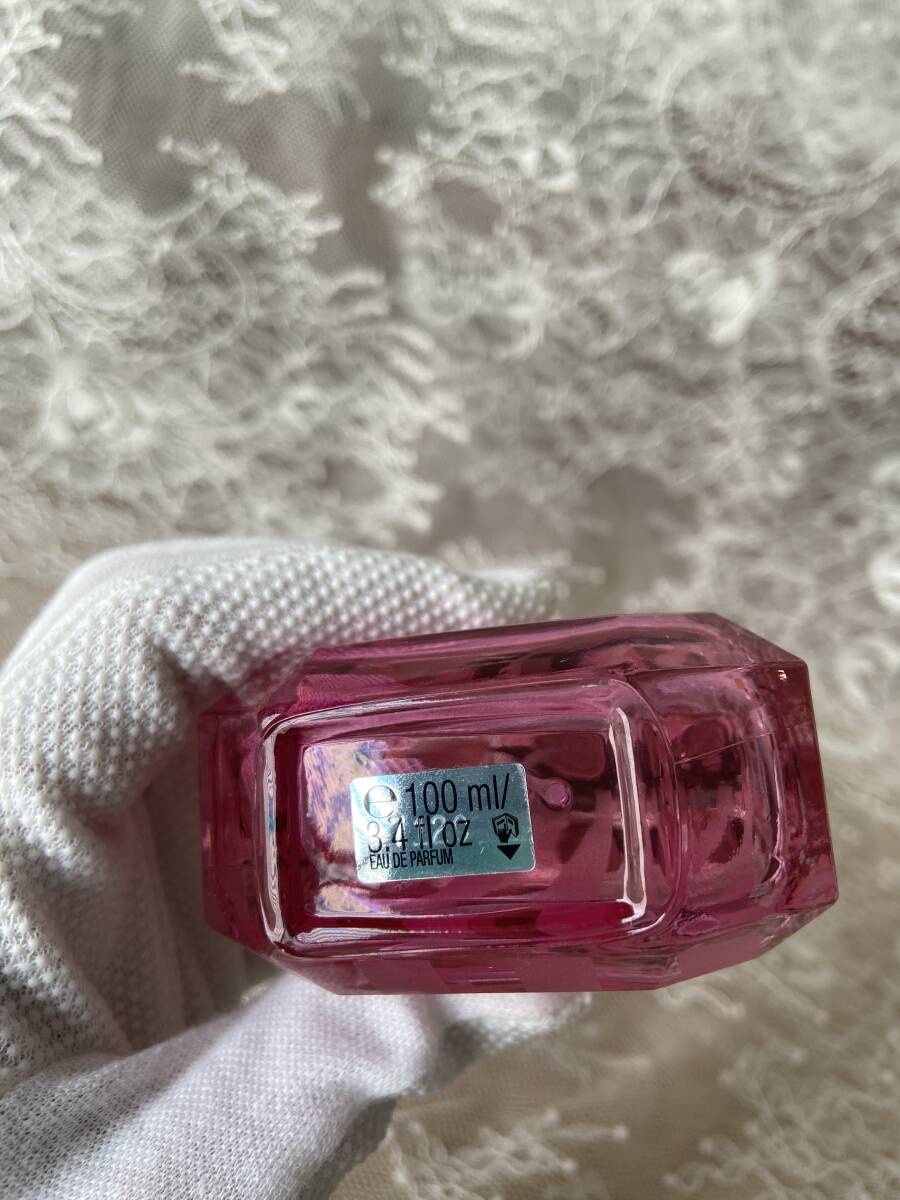 ℮ 100 ml/
3.4 fl oz
EAU DE PARFUM